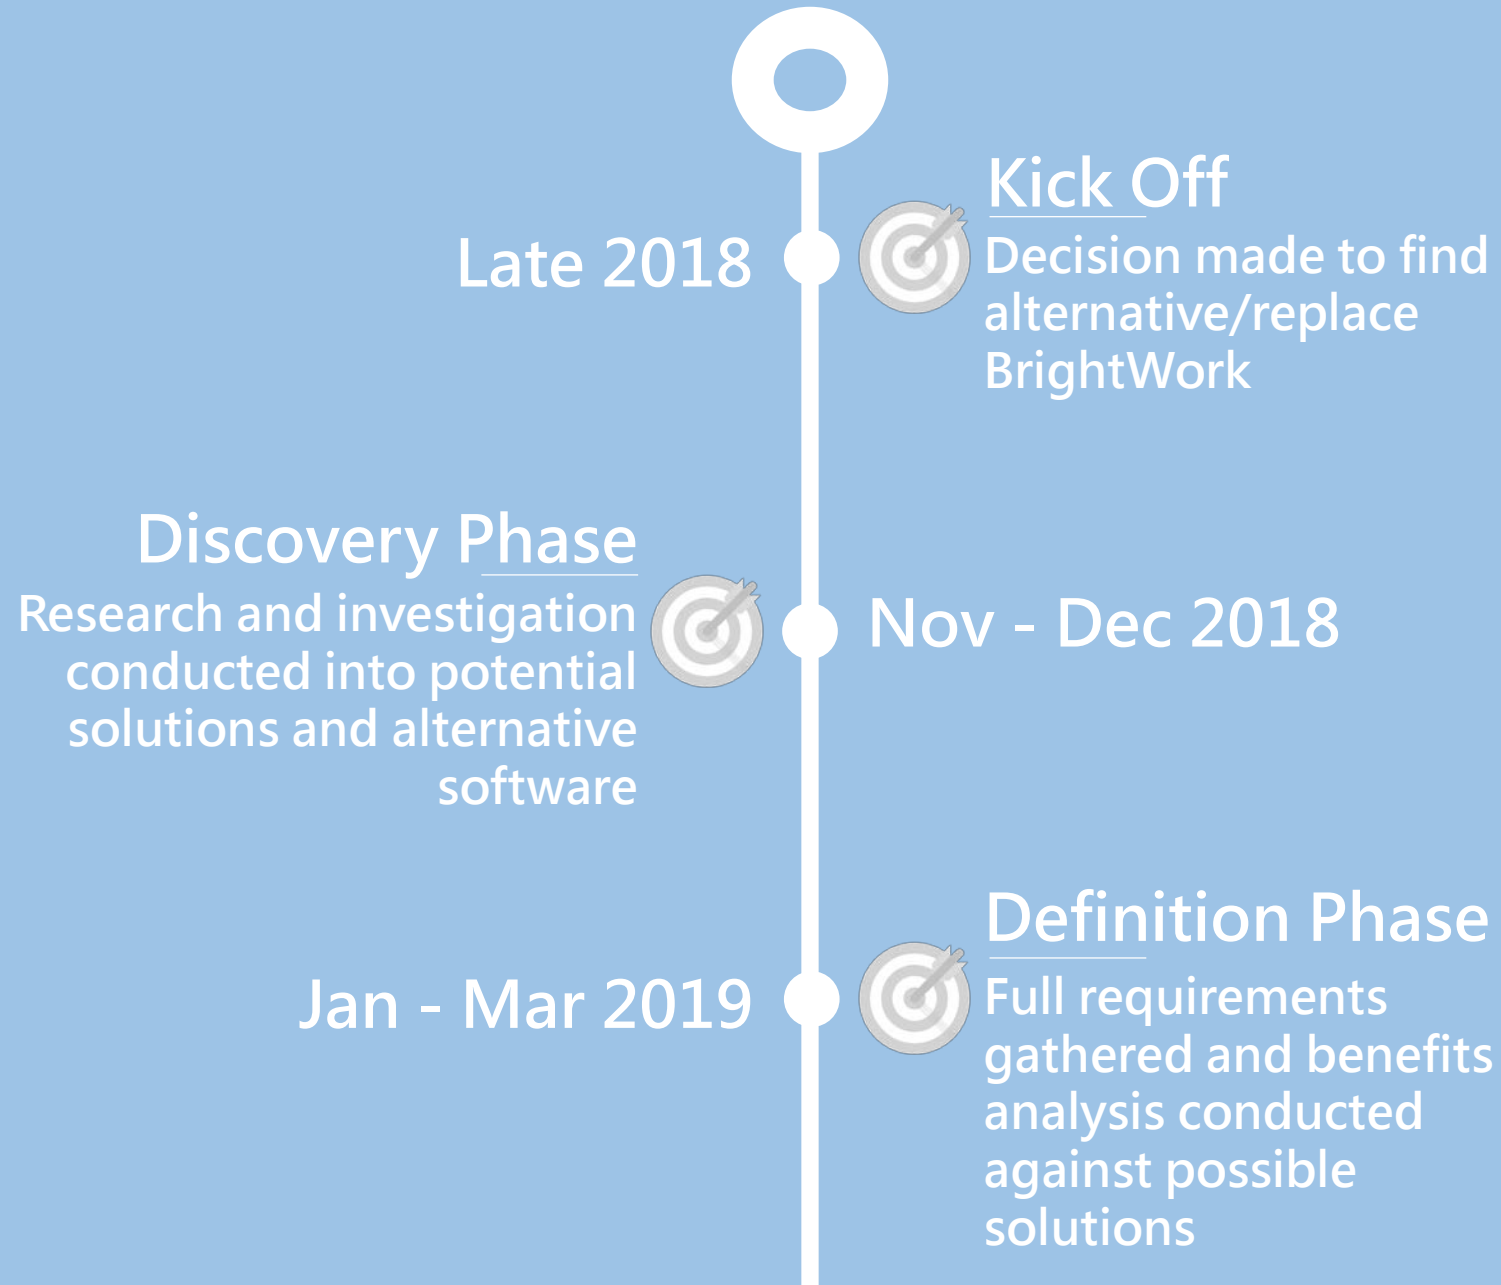 Late 2018
Kick Off
Decision made to find
alternative/replace
BrightWork
Discovery Phase
Research and investigation
conducted into potential
solutions and alternative
software
Nov - Dec 2018
Jan - Mar 2019
Definition Phase
Full requirements
gathered and benefits
analysis conducted
against possible
solutions